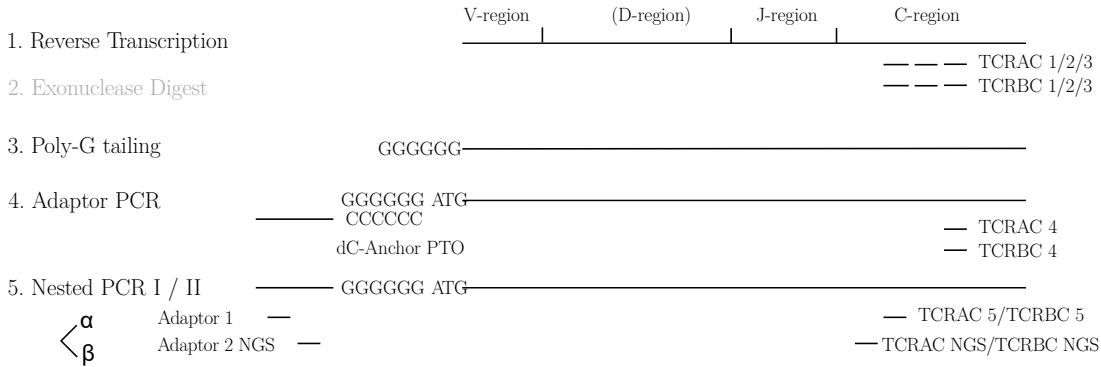 V-region (D-region) J-region C-region
1. Reverse Transcription
TCRAC 1/2/3
2. Exonuclease Digest TCRBC 1/2/3
3. Poly-G tailing GGGGGG
4. Adaptor PCR GGGGGG ATG
CCCCCC
TCRAC 4
dC-Anchor PTO TCRBC 4
5. Nested PCR I / II GGGGGG ATG
α Adaptor 1 TCRAC 5/TCRBC 5
β Adaptor 2 NGS TCRAC NGS/TCRBC NGS